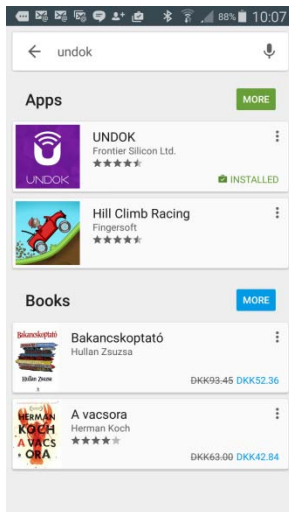 88% 10:07
undok
Apps
MORE
UNDOK
UNDOK
Frontier Silicon Ltd.
INSTALLED
Hill Climb Racing
Fingersoft
Books
MORE
Bakancskoptató
Hullan Zsuzsa
Bakancskoptató
Hullan Zsuzsa
DKK93.45 DKK52.36
HERMAN
KOCH
A VACS
ORA
A vacsora
Herman Koch
DKK63.00 DKK42.84